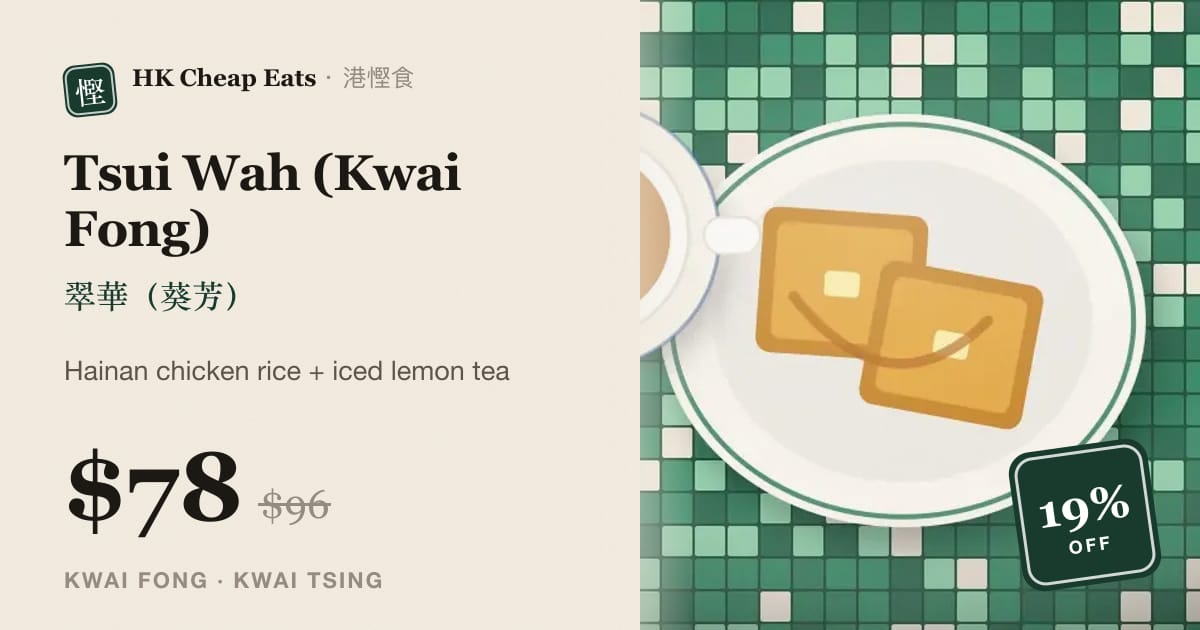 慳
HK Cheap Eats · 港慳食
Tsui Wah (Kwai
Fong)
翠華（葵芳）
Hainan chicken rice + iced lemon tea
$78 $96
KWAI FONG · KWAI TSING
19%
OFF